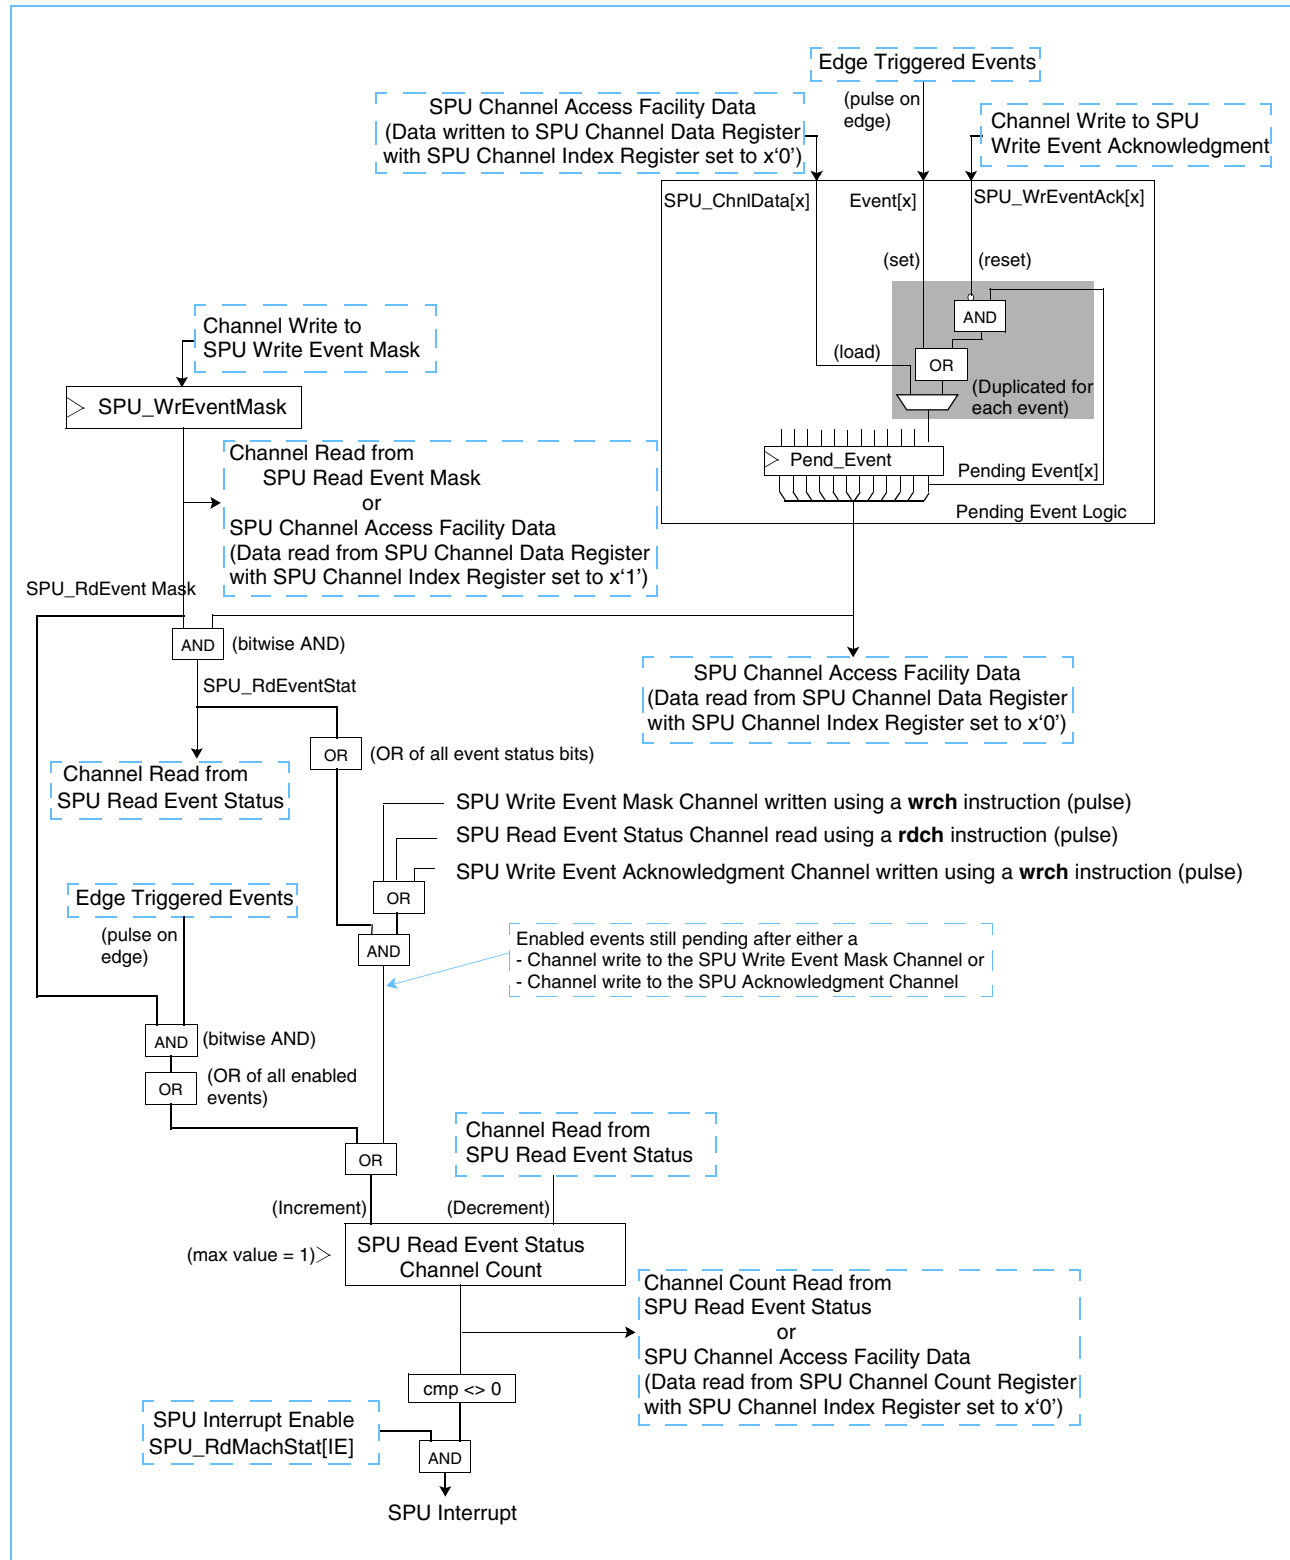 Edge Triggered Events
SPU Channel Access Facility Data
(Data written to SPU Channel Data Register
with SPU Channel Index Register set to x‘0’)
(pulse on
edge)
Channel Write to SPU
Write Event Acknowledgment
SPU_ChnlData[x]
Event[x]
SPU_WrEventAck[x]
(set)
(reset)
AND
(load)
OR
(Duplicated for
each event)
Pend_Event
Pending Event[x]
Pending Event Logic
Channel Write to
SPU Write Event Mask
SPU_WrEventMask
Channel Read from
SPU Read Event Mask
or
SPU Channel Access Facility Data
(Data read from SPU Channel Data Register
with SPU Channel Index Register set to x‘1’)
SPU_RdEvent Mask
AND
(bitwise AND)
SPU_RdEventStat
SPU Channel Access Facility Data
(Data read from SPU Channel Data Register
with SPU Channel Index Register set to x‘0’)
OR
(OR of all event status bits)
Channel Read from
SPU Read Event Status
SPU Write Event Mask Channel written using a wrch instruction (pulse)
SPU Read Event Status Channel read using a rdch instruction (pulse)
SPU Write Event Acknowledgment Channel written using a wrch instruction (pulse)
OR
Edge Triggered Events
(pulse on
edge)
AND
Enabled events still pending after either a
- Channel write to the SPU Write Event Mask Channel or
- Channel write to the SPU Acknowledgment Channel
AND
(bitwise AND)
OR
(OR of all enabled
events)
Channel Read from
SPU Read Event Status
OR
(Increment)
(Decrement)
(max value = 1)
SPU Read Event Status
Channel Count
Channel Count Read from
SPU Read Event Status
or
SPU Channel Access Facility Data
(Data read from SPU Channel Count Register
with SPU Channel Index Register set to x‘0’)
cmp <> 0
SPU Interrupt Enable
SPU_RdMachStat[IE]
AND
SPU Interrupt